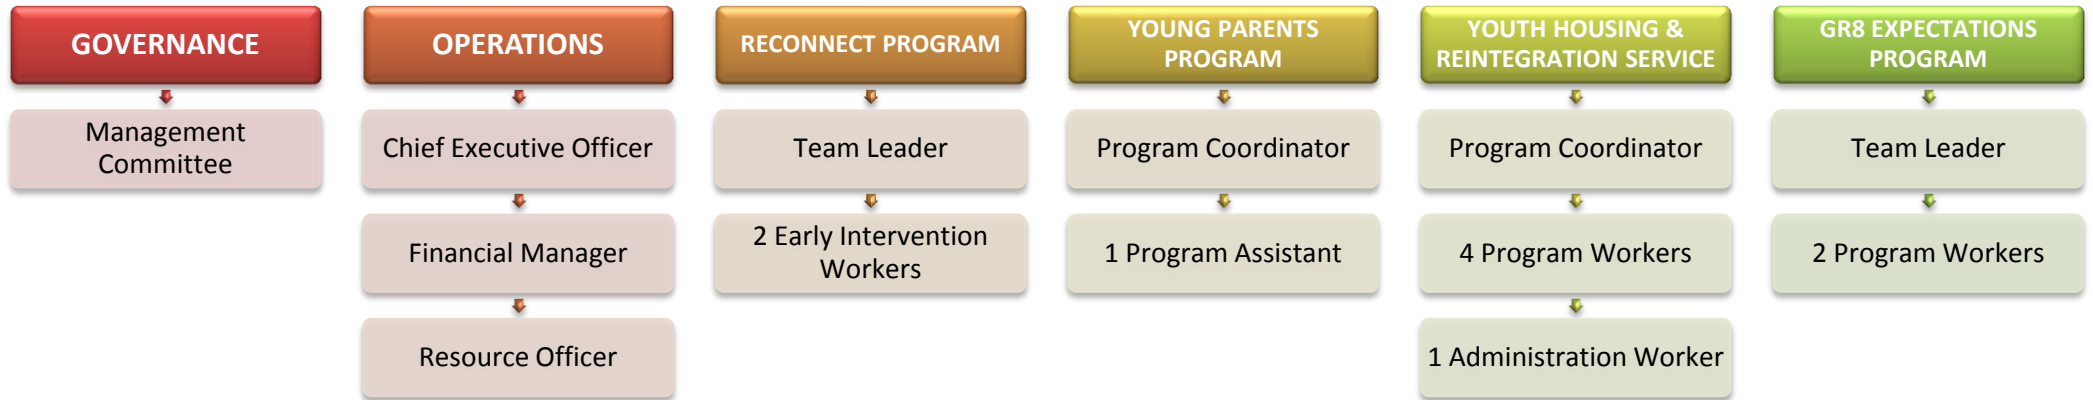 GOVERNANCE
Management
Committee
OPERATIONS
Chief Executive Officer
Financial Manager
Resource Officer
RECONNECT PROGRAM
Team Leader
2 Early Intervention
Workers
YOUNG PARENTS
PROGRAM
Program Coordinator
1 Program Assistant
YOUTH HOUSING &
REINTEGRATION SERVICE
Program Coordinator
4 Program Workers
1 Administration Worker
GR8 EXPECTATIONS
PROGRAM
Team Leader
2 Program Workers